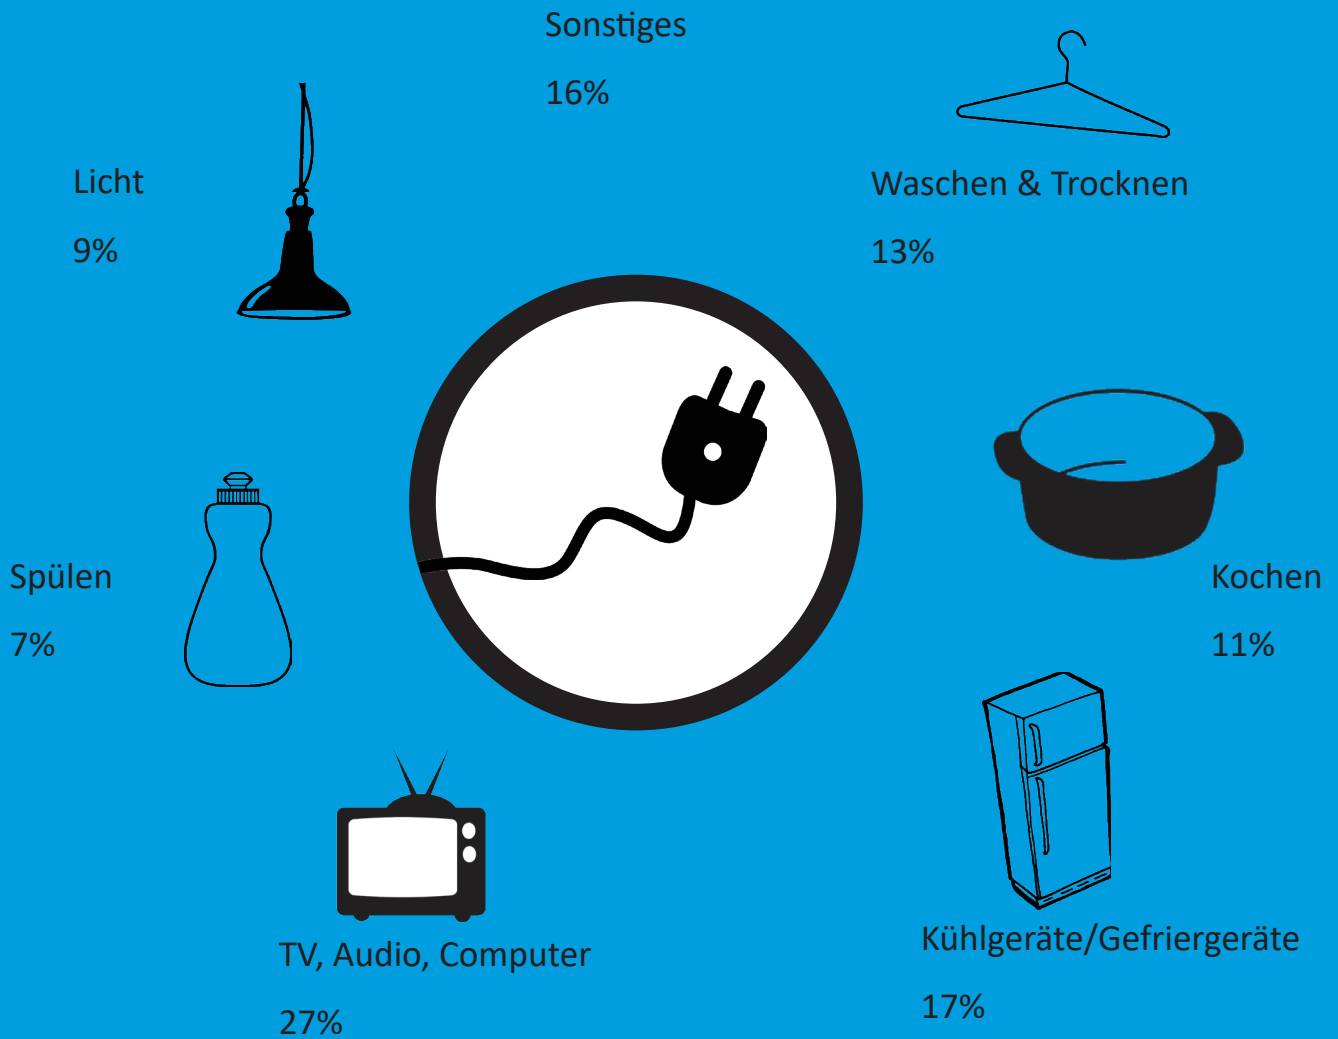 Sonstiges
16%
Licht
9%
Waschen & Trocknen
13%
Spülen
7%
Kochen
11%
TV, Audio, Computer
27%
Kühlgeräte/Gefriergeräte
17%